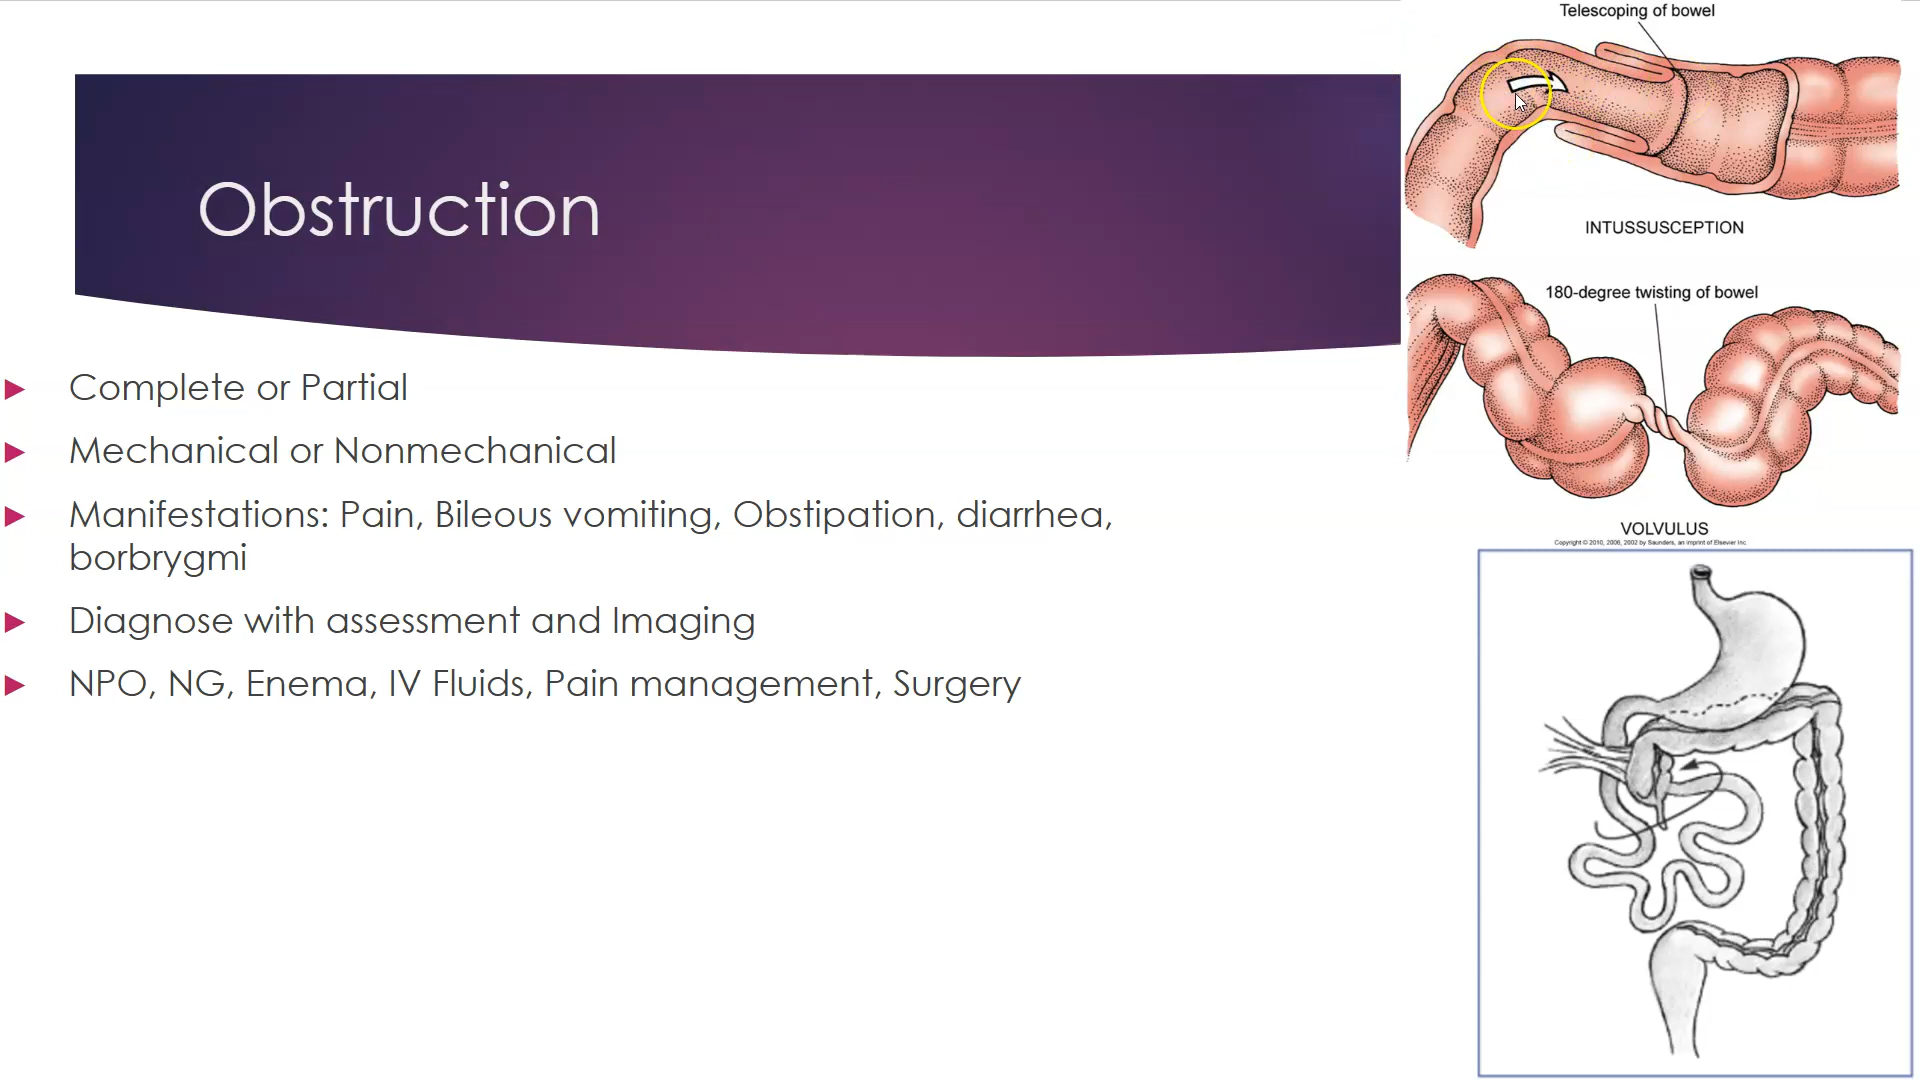 Telescoping of bowel
Obstruction
INTUSSUSCEPTION
180-degree twisting of bowel
Complete or Partial
Mechanical or Nonmechanical
Manifestations: Pain, Bileous vomiting, Obstipation, diarrhea,
borbrygmi
VOLVULUS
Copyright © 2010, 2006, 2002 by Saunders, an imprint of Elsevier Inc.
Diagnose with assessment and Imaging
NPO, NG, Enema, IV Fluids, Pain management, Surgery